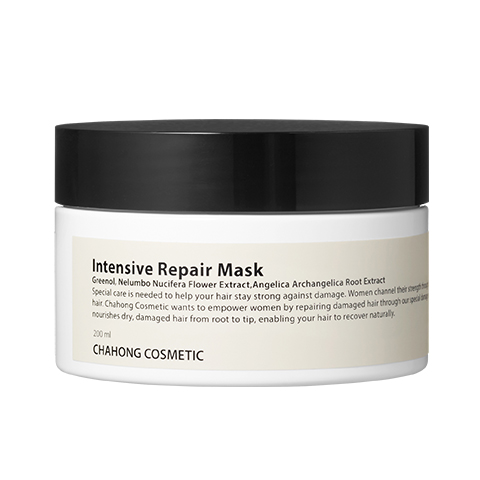 Intensive Repair Mask
Greenol, Nelumbo Nucifera Flower Extract,Angelica Archangelica Root Extract
Special care is needed to help your hair stay strong against damage. Women channel their strength
hair. Chahong Cosmetic wants to empower women by repairing damaged hair through our special
nourishes dry, damaged hair from root to tip, enabling your hair to recover naturally.
200 ml
CHAHONG COSMETIC